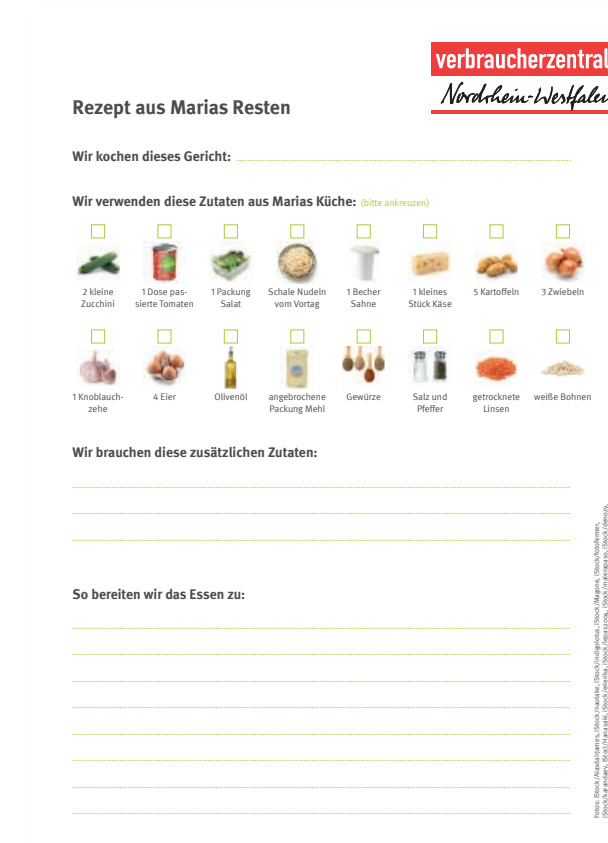 verbraucherzentral
Nordrhein-Westfalen
Rezept aus Marias Resten
Wir kochen dieses Gericht:
Wir verwenden diese Zutaten aus Marias Küche: (bitte ankreuzen)
2 kleine Zucchini
1 Dose pas-
sierte Tomaten
1 Packung
Salat
Schale Nudeln
vom Vortag
1 Becher
Sahne
1 kleines
Stück Käse
5 Kartoffeln
3 Zwiebeln
1 Knoblauch-
zehe
4 Eier
Olivenöl
angebrochene
Packung Mehl
Gewürze
Salz und
Pfeffer
getrocknete
Linsen
weiße Bohnen
Wir brauchen diese zusätzlichen Zutaten:
So bereiten wir das Essen zu: